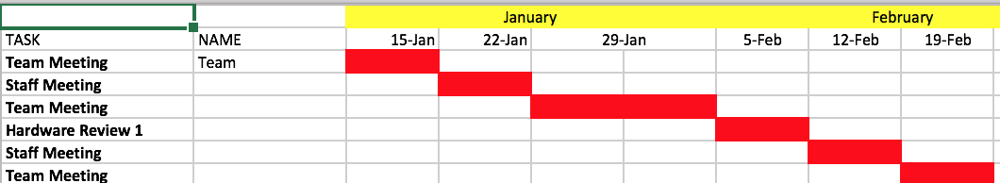 January February
TASK NAME 15-Jan 22-Jan 29-Jan 5-Feb 12-Feb 19-Feb
Team Meeting Team
Staff Meeting
Team Meeting
Hardware Review 1
Staff Meeting
Team Meeting